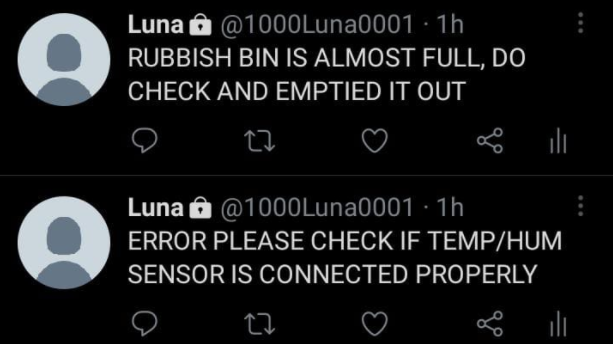 Luna @1000Luna0001 · 1h
RUBBISH BIN IS ALMOST FULL, DO
CHECK AND EMPTIED IT OUT
Luna @1000Luna0001 · 1h
ERROR PLEASE CHECK IF TEMP/HUM
SENSOR IS CONNECTED PROPERLY